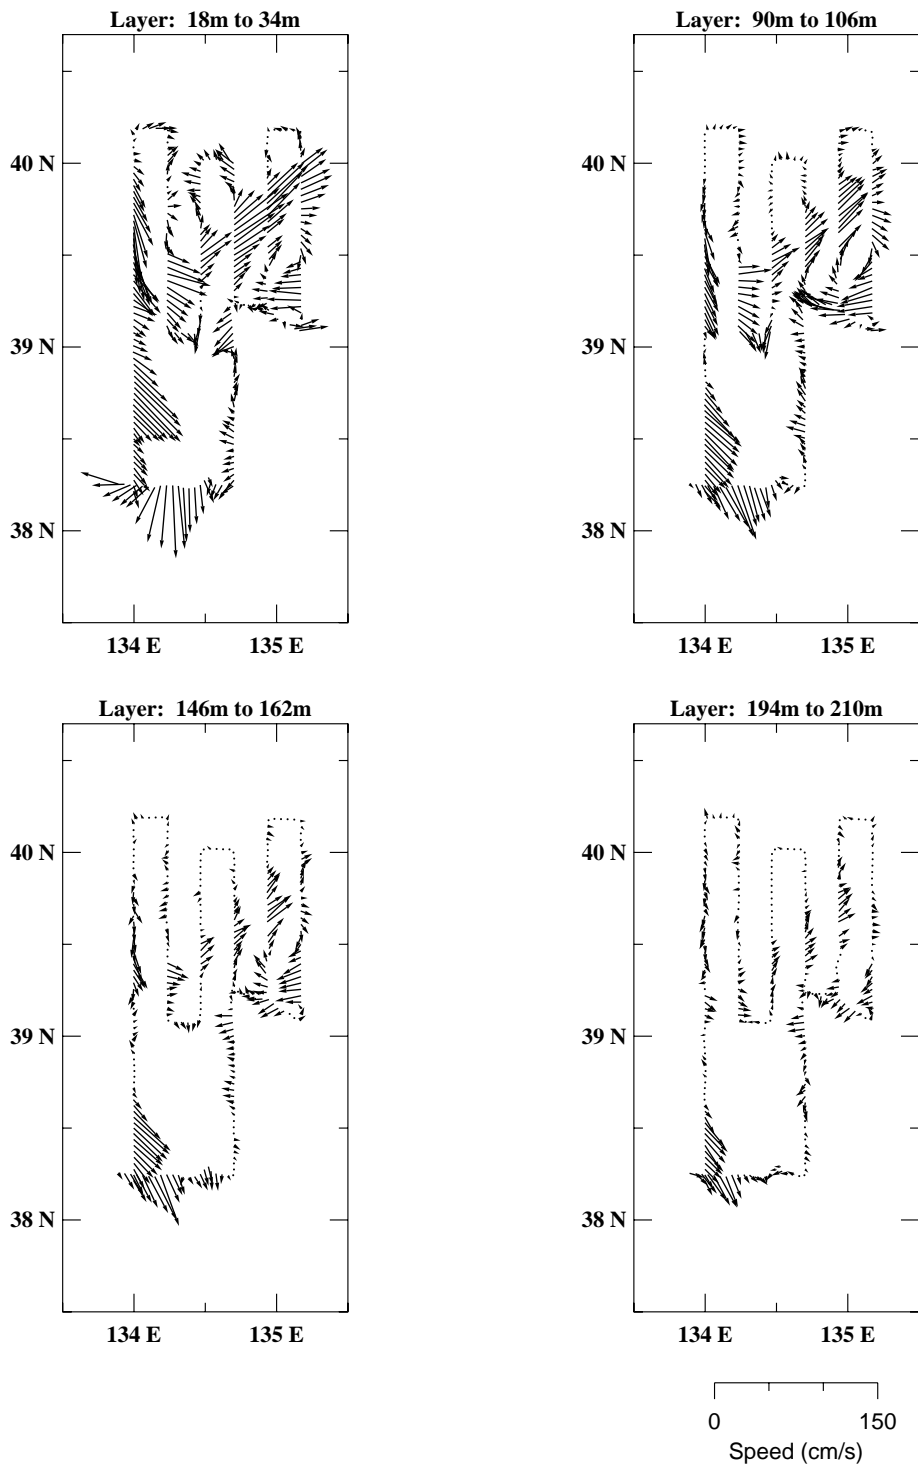 Layer: 18m to 34m
Layer: 90m to 106m
40 N
39 N
38 N
134 E
135 E
40 N
39 N
38 N
134 E
135 E
Layer: 146m to 162m
Layer: 194m to 210m
40 N
39 N
38 N
134 E
135 E
40 N
39 N
38 N
134 E
135 E
0
150
Speed (cm/s)